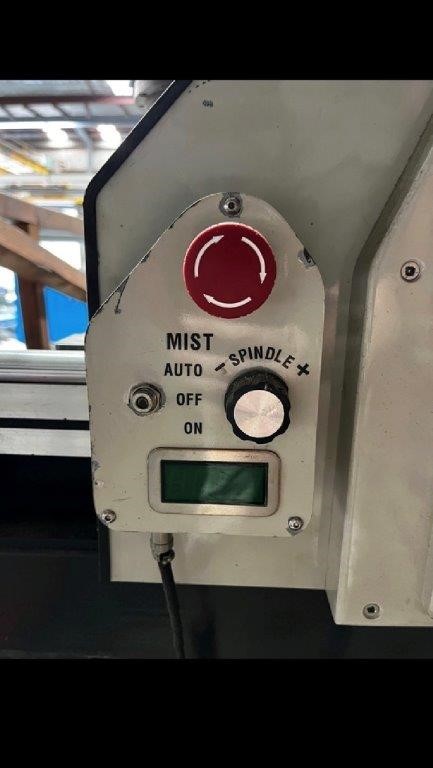 MIST
- SPINDLE +
AUTO
OFF
ON